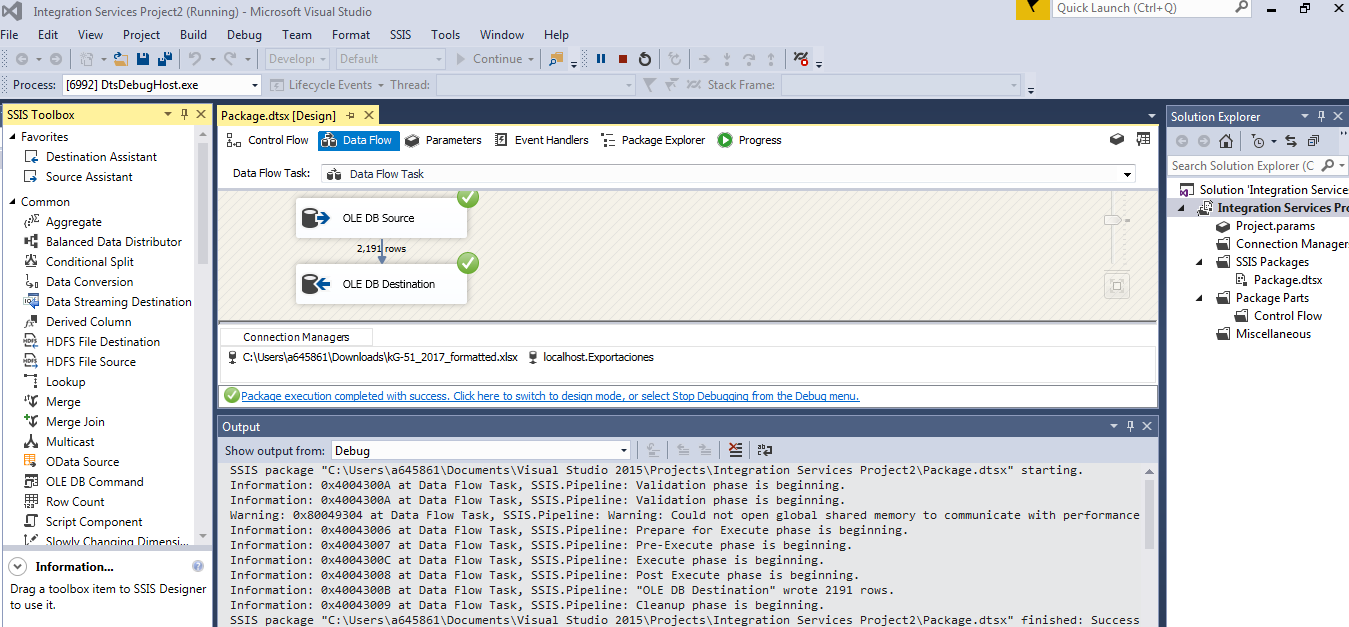 Integration Services Project2 (Running) - Microsoft Visual Studio
Quick Launch (Ctrl+Q)
File Edit View Project Build Debug Team Format SSIS Tools Window Help
Develop Default Continue
Process: [6992] DtsDebugHost.exe Lifecycle Events Thread: Stack Frame:
SSIS Toolbox
Favorites
Destination Assistant
Source Assistant
Common
Aggregate
Balanced Data Distributor
Conditional Split
Data Conversion
Data Streaming Destination
Derived Column
HDFS File Destination
HDFS File Source
Lookup
Merge
Merge Join
Multicast
OData Source
OLE DB Command
Row Count
Script Component
Slowly Changing Dimensi...
Information...
Drag a toolbox item to SSIS Designer
to use it.
Package.dtsx [Design]
Control Flow Data Flow Parameters Event Handlers Package Explorer Progress
Data Flow Task: Data Flow Task
OLE DB Source
2,191 rows
OLE DB Destination
Connection Managers
C:\Users\a645861\Downloads\kG-51_2017_formatted.xlsx localhost.Exportaciones
Package execution completed with success. Click here to switch to design mode, or select Stop Debugging from the Debug menu.
Output
Show output from: Debug
SSIS package "C:\Users\a645861\Documents\Visual Studio 2015\Projects\Integration Services Project2\Package.dtsx" starting.
Information: 0x4004300A at Data Flow Task, SSIS.Pipeline: Validation phase is beginning.
Information: 0x4004300A at Data Flow Task, SSIS.Pipeline: Validation phase is beginning.
Warning: 0x80049304 at Data Flow Task, SSIS.Pipeline: Warning: Could not open global shared memory to communicate with performance
Information: 0x40043006 at Data Flow Task, SSIS.Pipeline: Prepare for Execute phase is beginning.
Information: 0x40043007 at Data Flow Task, SSIS.Pipeline: Pre-Execute phase is beginning.
Information: 0x4004300C at Data Flow Task, SSIS.Pipeline: Execute phase is beginning.
Information: 0x40043008 at Data Flow Task, SSIS.Pipeline: Post Execute phase is beginning.
Information: 0x4004300B at Data Flow Task, SSIS.Pipeline: "OLE DB Destination" wrote 2191 rows.
Information: 0x40043009 at Data Flow Task, SSIS.Pipeline: Cleanup phase is beginning.
SSIS package "C:\Users\a645861\Documents\Visual Studio 2015\Projects\Integration Services Project2\Package.dtsx" finished: Success
Solution Explorer
Search Solution Explorer (C
Solution 'Integration Service
Integration Services Pro
Project.params
Connection Manager
SSIS Packages
Package.dtsx
Package Parts
Control Flow
Miscellaneous